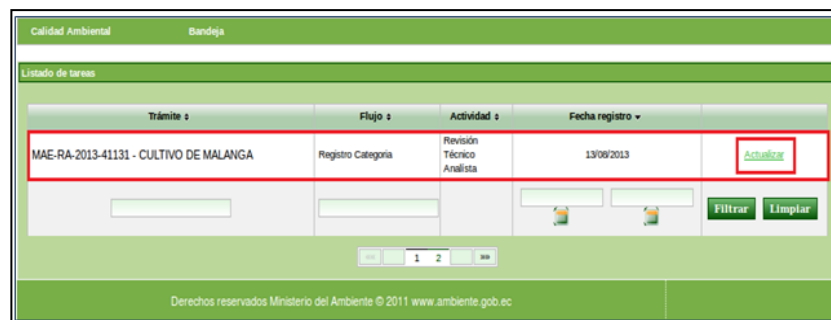 Calidad Ambiental Bandeja
Listado de tareas
Trámite Flujo Actividad Fecha registro
MAE-RA-2013-41131 - CULTIVO DE MALANGA Registro Categoria Revisión Técnico Analista 13/08/2013 Actualizar
Filtrar Limpiar
«« 1 2 »»
Derechos reservados Ministerio del Ambiente © 2011 www.ambiente.gob.ec